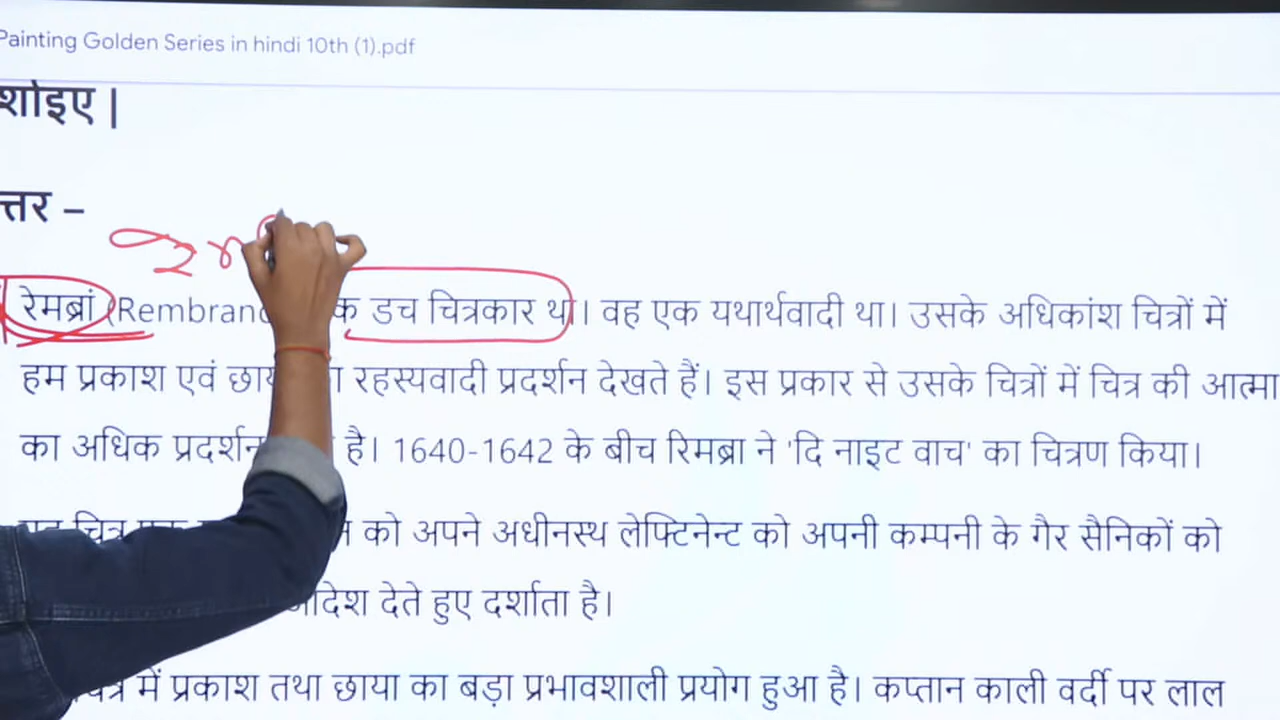 Painting Golden Series in hindi 10th (1).pdf
शाइए |
त्तर –
रेमब्रां (Rembran क डच चित्रकार था। वह एक यथार्थवादी था। उसके अधिकांश चित्रों में
हम प्रकाश एवं रहस्यवादी प्रदर्शन देखते हैं। इस प्रकार से उसके चित्रों में चित्र की आत्मा
का अधिक प्रदर्शन है। 1640-1642 के बीच रिमब्रा ने 'दि नाइट वाच' का चित्रण किया।
चित्र को अपने अधीनस्थ लेफ्टिनेन्ट को अपनी कम्पनी के गैर सैनिकों को
देते हुए दर्शाता है।
में प्रकाश तथा छाया का बड़ा प्रभावशाली प्रयोग हुआ है। कप्तान काली वर्दी पर लाल